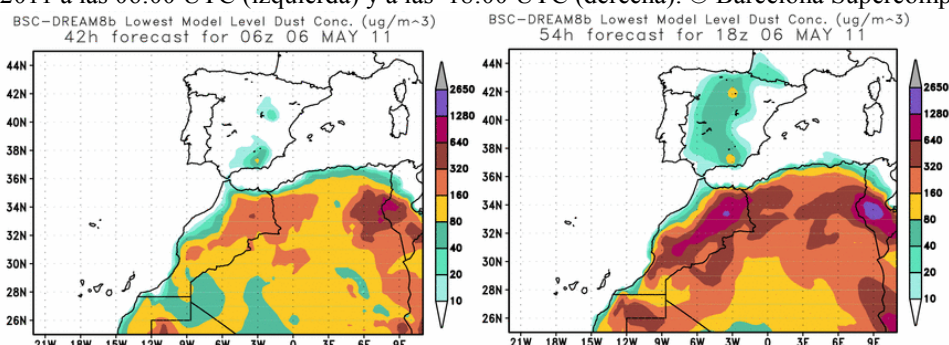 2011 a las 06:00 UTC (izquierda) y a las 18:00 UTC (derecha). © Barcelona Supercomp
BSC-DREAM8b Lowest Model Level Dust Conc. (ug/m^3)
42h forecast for 06z 06 MAY 11
44N
42N
40N
38N
36N
34N
32N
30N
28N
26N
21W 18W 15W 12W 9W 6W 3W 0 3E 6E 9E
2650
1280
640
320
160
80
40
20
10
BSC-DREAM8b Lowest Model Level Dust Conc. (ug/m^3)
54h forecast for 18z 06 MAY 11
44N
42N
40N
38N
36N
34N
32N
30N
28N
26N
21W 18W 15W 12W 9W 6W 3W 0 3E 6E 9E
2650
1280
640
320
160
80
40
20
10